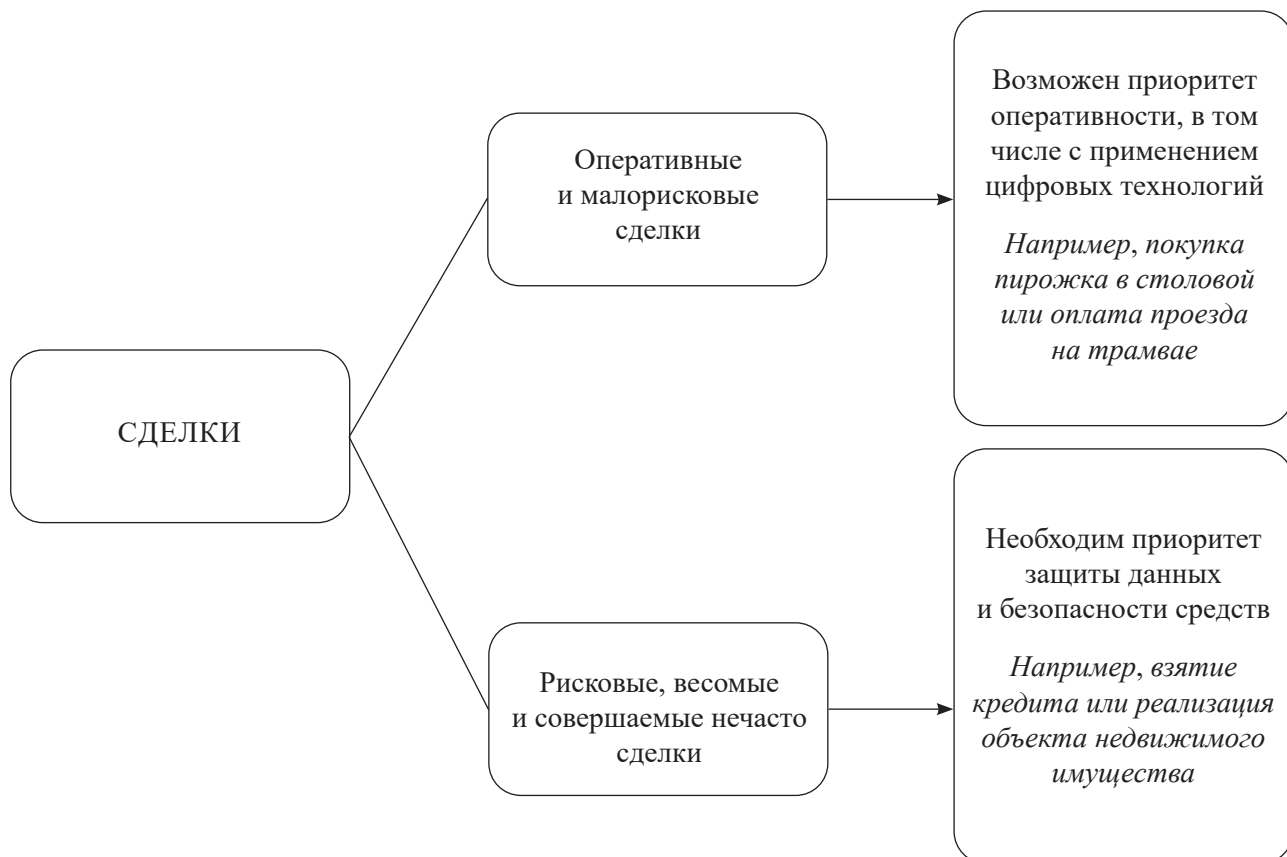 СДЕЛКИ
Оперативные
и малорисковые
сделки
Возможен приоритет
оперативности, в том
числе с применением
цифровых технологий
Например, покупка
пирожка в столовой
или оплата проезда
на трамвае
Рисковые, весомые
и совершаемые нечасто
сделки
Необходим приоритет
защиты данных
и безопасности средств
Например, взятие
кредита или реализация
объекта недвижимого
имущества